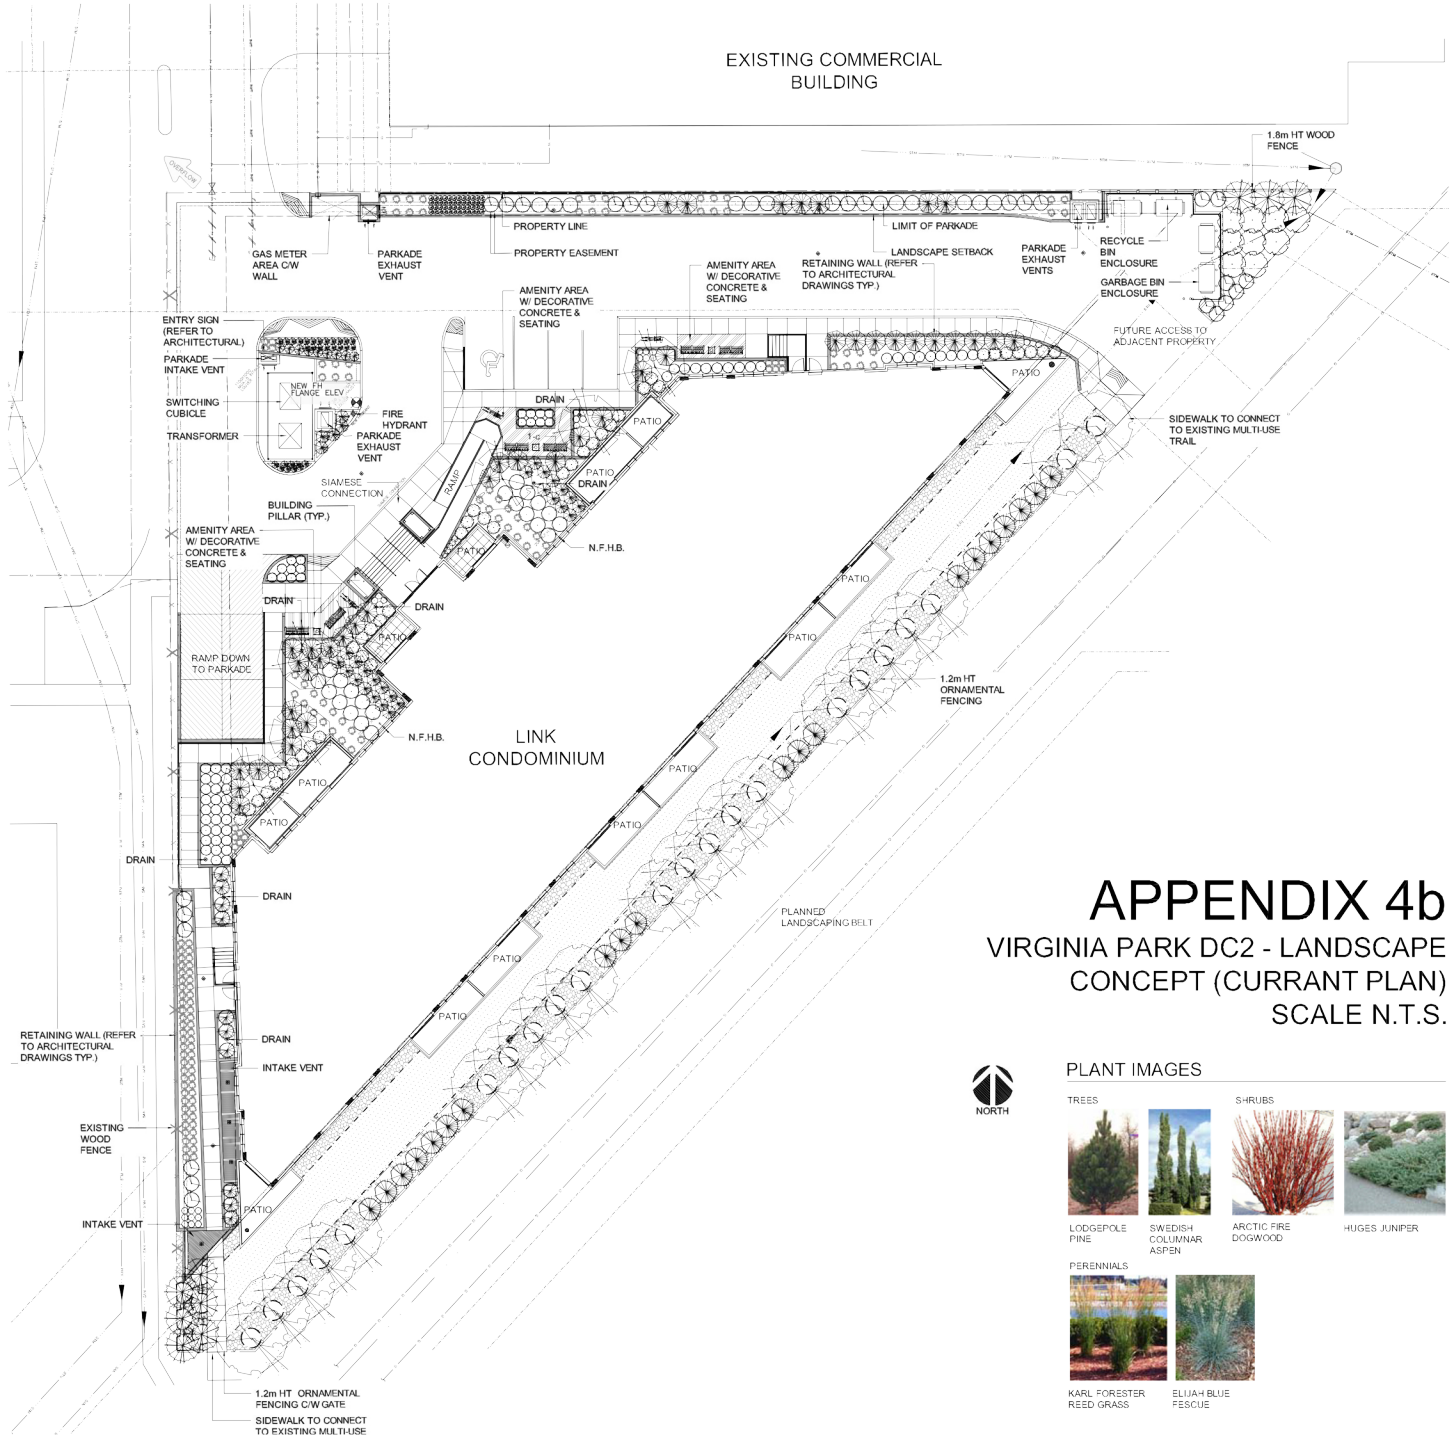 EXISTING COMMERCIAL
BUILDING
1.8m HT WOOD
FENCE
OVERFLOW
PROPERTY LINE
LIMIT OF PARKADE
GAS METER
AREA C/W
WALL
PARKADE
EXHAUST
VENT
PROPERTY EASEMENT
LANDSCAPE SETBACK
PARKADE
EXHAUST
VENTS
RECYCLE
BIN
ENCLOSURE
GARBAGE BIN
ENCLOSURE
AMENITY AREA
W/ DECORATIVE
CONCRETE &
SEATING
RETAINING WALL (REFER
TO ARCHITECTURAL
DRAWINGS TYP.)
AMENITY AREA
W/ DECORATIVE
CONCRETE &
SEATING
ENTRY SIGN
(REFER TO
ARCHITECTURAL)
PARKADE
INTAKE VENT
FUTURE ACCESS TO
ADJACENT PROPERTY
NEW FH
FLANGE ELEV
SWITCHING
CUBICLE
TRANSFORMER
FIRE
HYDRANT
PARKADE
EXHAUST
VENT
DRAIN
PATIO
PATIO
SIDEWALK TO CONNECT
TO EXISTING MULTI-USE
TRAIL
PATIO
DRAIN
RAMP
SIAMESE
CONNECTION
BUILDING
PILLAR (TYP.)
AMENITY AREA
W/ DECORATIVE
CONCRETE &
SEATING
N.F.H.B.
PATIO
PATIO
DRAIN
DRAIN
PATIO
PATIO
RAMP DOWN
TO PARKADE
1.2m HT
ORNAMENTAL
FENCING
N.F.H.B.
LINK
CONDOMINIUM
PATIO
PATIO
PATIO
PATIO
DRAIN
DRAIN
PLANNED
LANDSCAPING BELT
PATIO
PATIO
RETAINING WALL (REFER
TO ARCHITECTURAL
DRAWINGS TYP.)
DRAIN
INTAKE VENT
EXISTING
WOOD
FENCE
INTAKE VENT
PATIO
1.2m HT ORNAMENTAL
FENCING C/W GATE
SIDEWALK TO CONNECT
TO EXISTING MULTI-USE
APPENDIX 4b
VIRGINIA PARK DC2 - LANDSCAPE
CONCEPT (CURRANT PLAN)
SCALE N.T.S.
NORTH
PLANT IMAGES
TREES
SHRUBS
LODGEPOLE
PINE
SWEDISH
COLUMNAR
ASPEN
ARCTIC FIRE
DOGWOOD
HUGES JUNIPER
PERENNIALS
KARL FORESTER
REED GRASS
ELIJAH BLUE
FESCUE